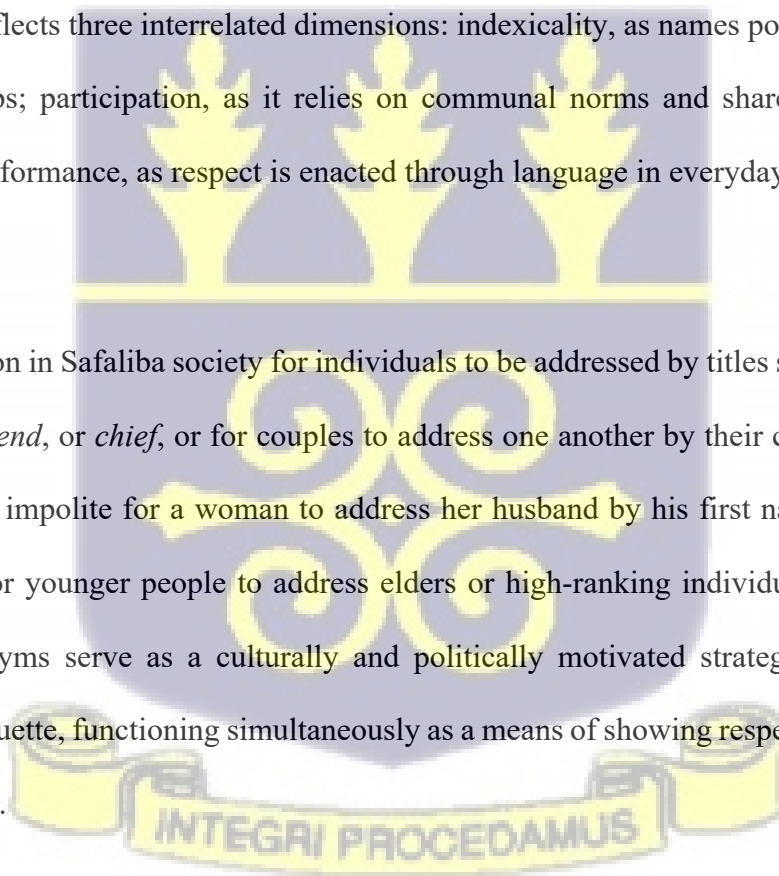 flects three interrelated dimensions: indexicality, as names po
ps; participation, as it relies on communal norms and share
formance, as respect is enacted through language in everyday
on in Safaliba society for individuals to be addressed by titles s
end, or chief, or for couples to address one another by their c
impolite for a woman to address her husband by his first na
or younger people to address elders or high-ranking individu
yms serve as a culturally and politically motivated strateg
uette, functioning simultaneously as a means of showing respe
.
INTEGRI PROCEDAMUS